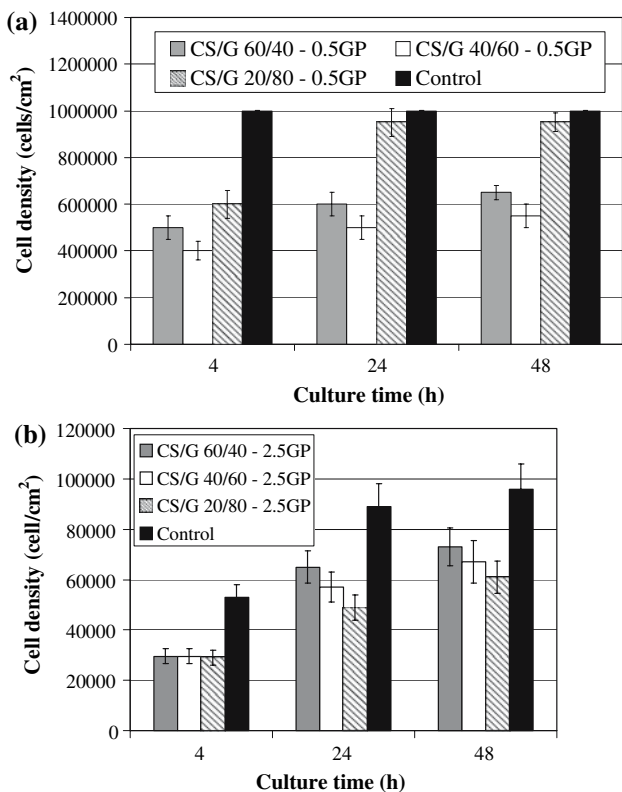 (a)
1400000
1200000
1000000
800000
600000
400000
200000
0
Cell density (cells/cm²)
CS/G 60/40 - 0.5GP
CS/G 40/60 - 0.5GP
CS/G 20/80 - 0.5GP
Control
4
24
48
Culture time (h)
(b)
120000
100000
80000
60000
40000
20000
0
Cell density (cell/cm²)
CS/G 60/40 - 2.5GP
CS/G 40/60 - 2.5GP
CS/G 20/80 - 2.5GP
Control
4
24
48
Culture time (h)